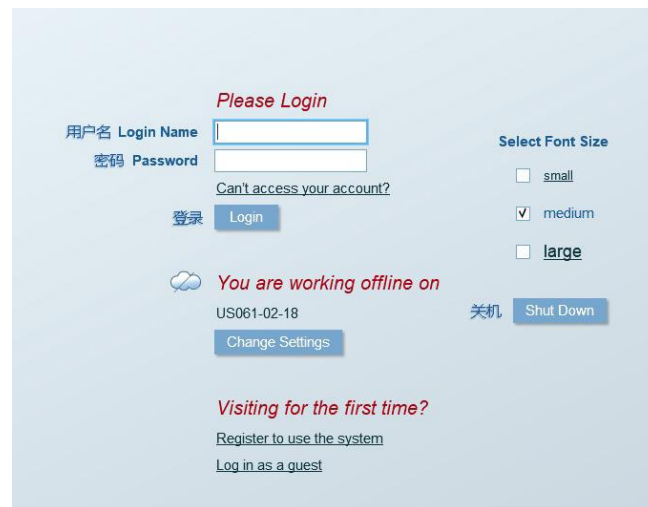 Please Login
用户名 Login Name
密码 Password
Can't access your account?
登录 Login
You are working offline on
US061-02-18
Change Settings
Visiting for the first time?
Register to use the system
Log in as a guest
Select Font Size
small
medium
large
关机 Shut Down